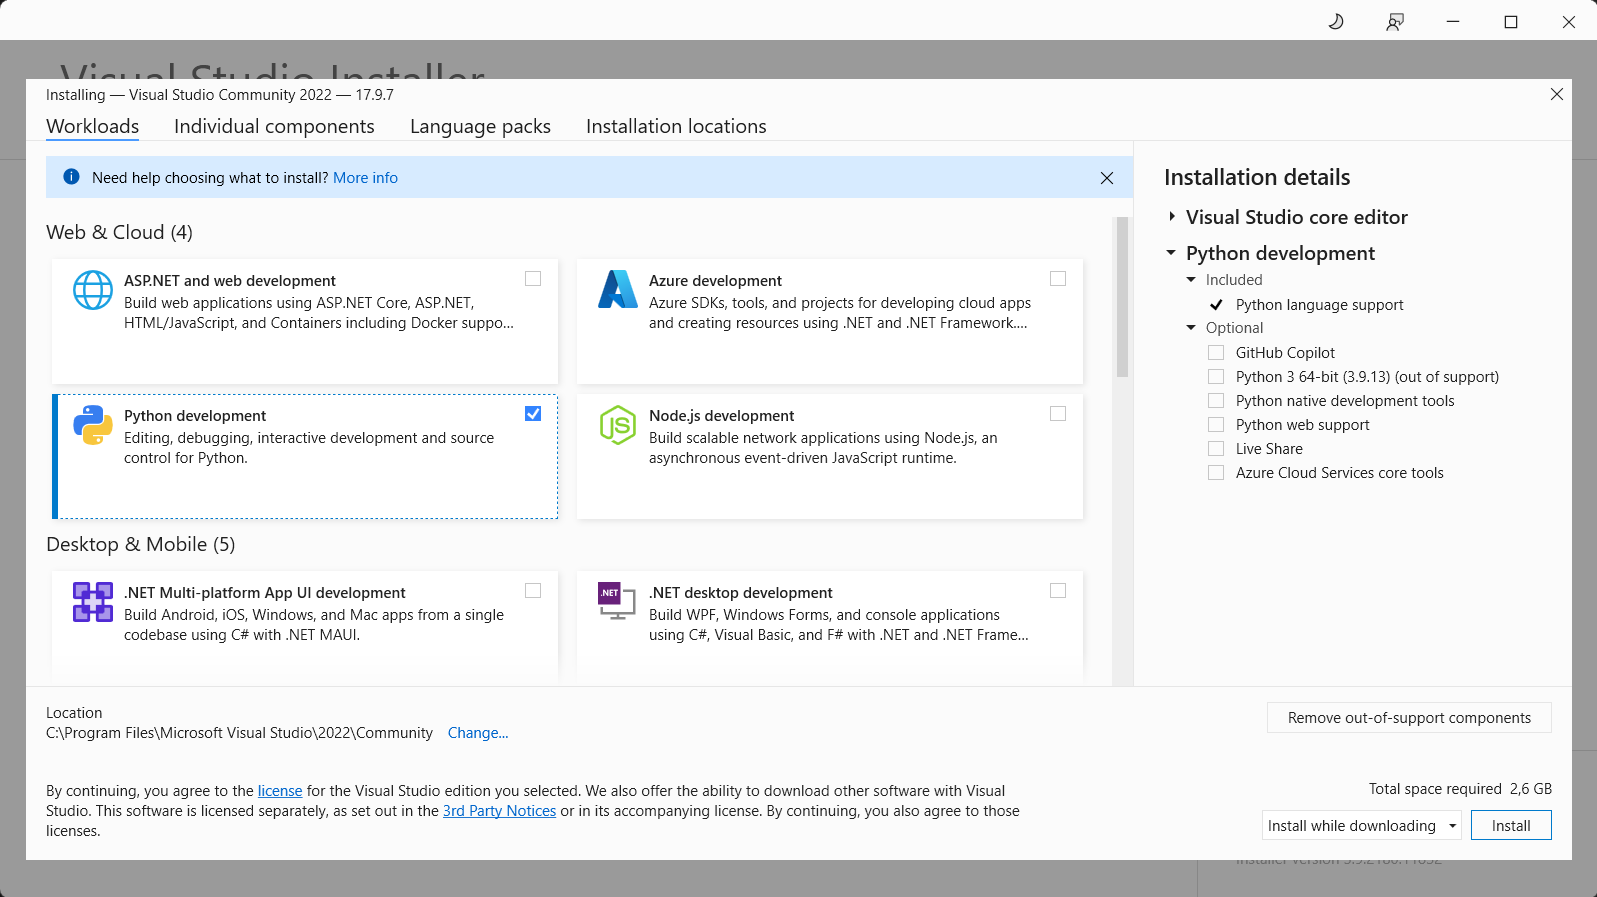 Visual Studio Installer
Installing — Visual Studio Community 2022 — 17.9.7
Workloads
Individual components
Language packs
Installation locations
Need help choosing what to install? More info
Web & Cloud (4)
ASP.NET and web development
Build web applications using ASP.NET Core, ASP.NET,
HTML/JavaScript, and Containers including Docker suppo...
Azure development
Azure SDKs, tools, and projects for developing cloud apps
and creating resources using .NET and .NET Framework....
Python development
Editing, debugging, interactive development and source
control for Python.
JS
Node.js development
Build scalable network applications using Node.js, an
asynchronous event-driven JavaScript runtime.
Desktop & Mobile (5)
.NET Multi-platform App UI development
Build Android, iOS, Windows, and Mac apps from a single
codebase using C# with .NET MAUI.
.NET
.NET desktop development
Build WPF, Windows Forms, and console applications
using C#, Visual Basic, and F# with .NET and .NET Frame...
Installation details
Visual Studio core editor
Python development
Included
Python language support
Optional
GitHub Copilot
Python 3 64-bit (3.9.13) (out of support)
Python native development tools
Python web support
Live Share
Azure Cloud Services core tools
Location
C:\Program Files\Microsoft Visual Studio\2022\Community Change...
Remove out-of-support components
By continuing, you agree to the license for the Visual Studio edition you selected. We also offer the ability to download other software with Visual
Studio. This software is licensed separately, as set out in the 3rd Party Notices or in its accompanying license. By continuing, you also agree to those
licenses.
Total space required 2,6 GB
Install while downloading
Install